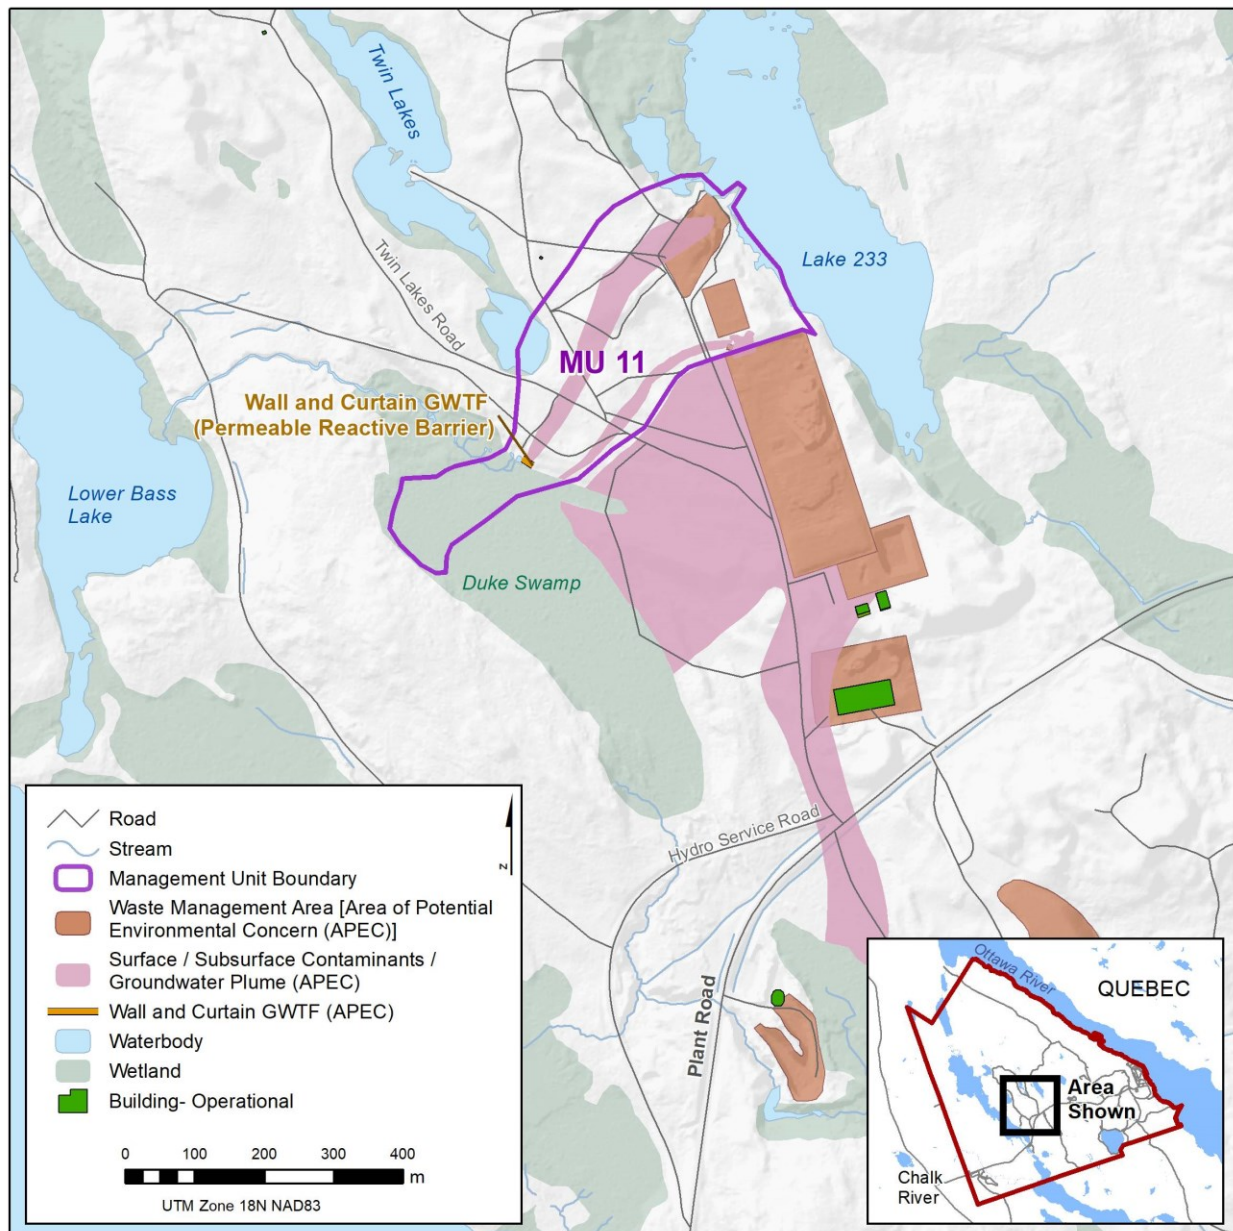 Twin Lakes
Lake 233
Twin Lakes Road
MU 11
Wall and Curtain GWTF
(Permeable Reactive Barrier)
Lower Bass
Lake
Duke Swamp
Hydro Service Road
Plant Road
Road
Stream
Management Unit Boundary
Waste Management Area [Area of Potential
Environmental Concern (APEC)]
Surface / Subsurface Contaminants /
Groundwater Plume (APEC)
Wall and Curtain GWTF (APEC)
Waterbody
Wetland
Building- Operational
z
0 100 200 300 400
m
UTM Zone 18N NAD83
Ottawa River
QUEBEC
Area
Shown
Chalk
River